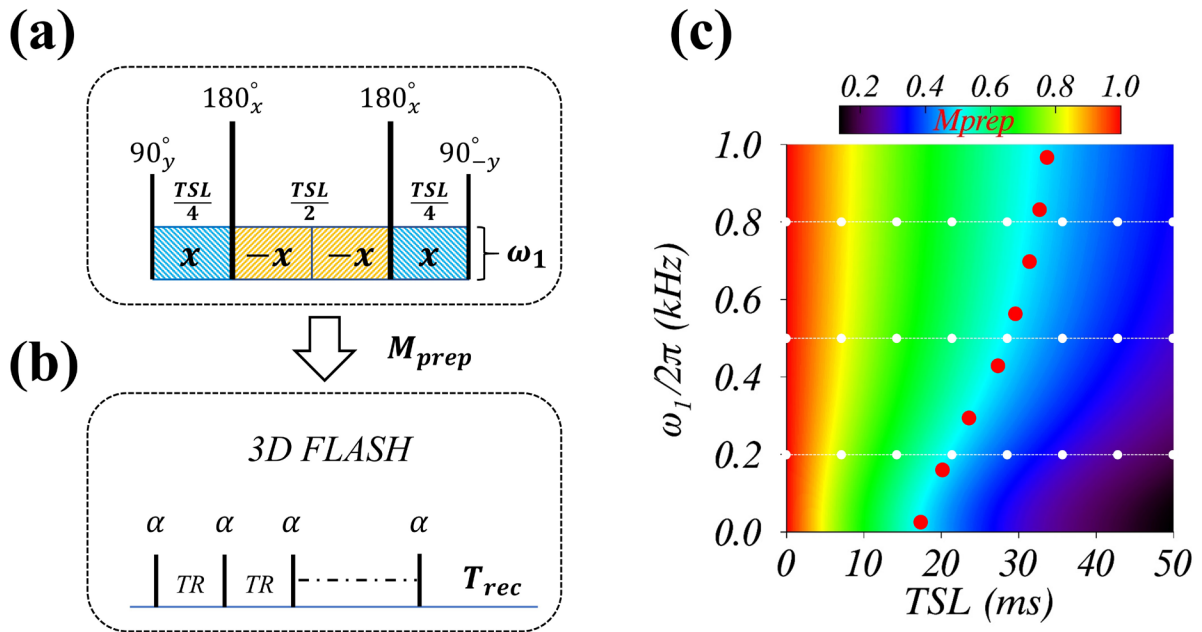 (a)
180°x 180°x
90°y 90°-y
TSL/4 TSL/2 TSL/4
x -x -x x
ω1
Mprep
(b)
3D FLASH
α α α α
TR TR
Trec
(c)
0.2 0.4 0.6 0.8 1.0
Mprep
1.0
0.8
0.6
0.4
0.2
0.0
ω1/2π (kHz)
0 10 20 30 40 50
TSL (ms)